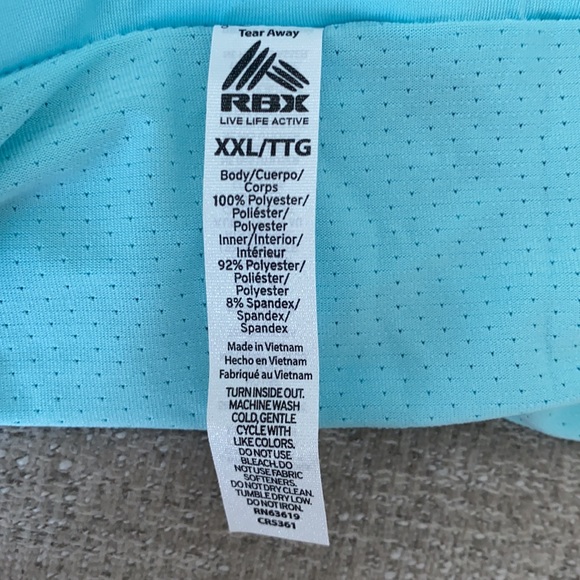 Tear Away
RBX
LIVE LIFE ACTIVE
XXL/TTG
Body/Cuerpo/
Corps
100% Polyester/
Poliéster/
Polyester
Inner/Interior/
Intérieur
92% Polyester/
Poliéster/
Polyester
8% Spandex/
Spandex/
Spandex
Made in Vietnam
Hecho en Vietnam
Fabriqué au Vietnam
TURN INSIDE OUT.
MACHINE WASH
COLD, GENTLE
CYCLE WITH
LIKE COLORS.
DO NOT USE
BLEACH. DO
NOT USE FABRIC
SOFTENERS.
DO NOT DRY CLEAN.
TUMBLE DRY LOW.
DO NOT IRON.
RN63619
CR5361